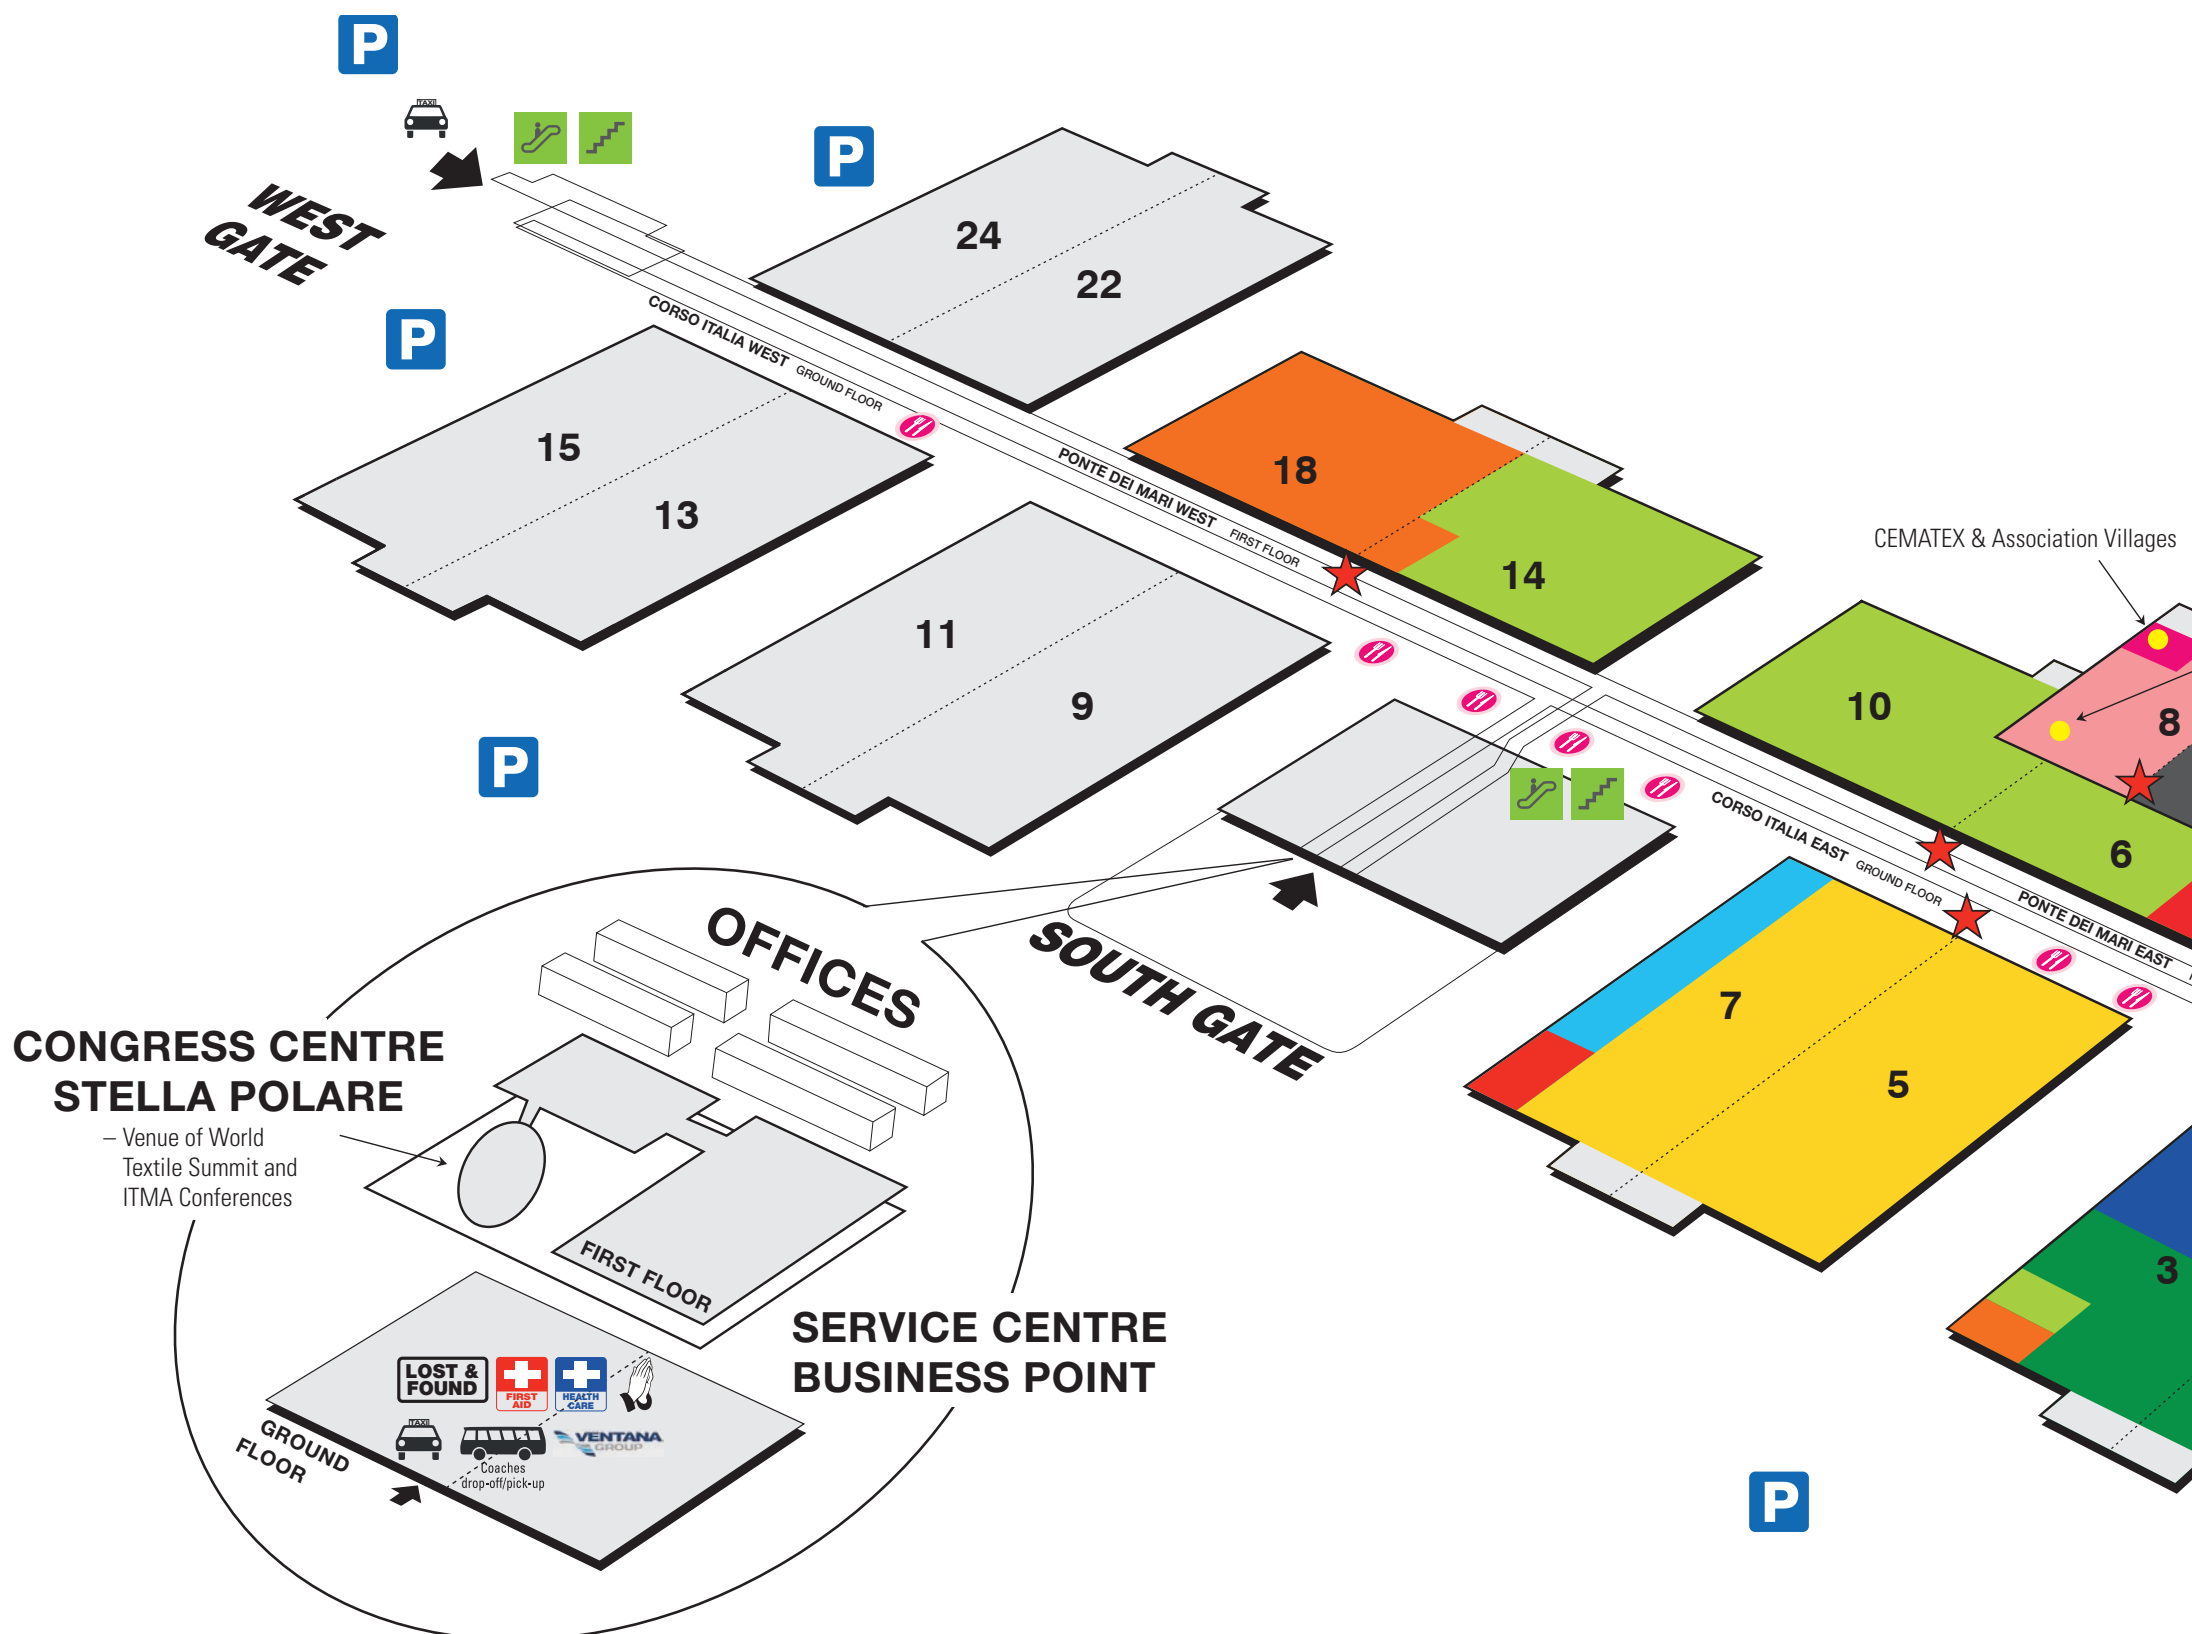 P
TAXI
WEST
GATE
P
24
22
P
CORSO ITALIA WEST GROUND FLOOR
15
13
18
PONTE DEI MARI WEST FIRST FLOOR
14
CEMATEX & Association Villages
11
9
10
8
P
CORSO ITALIA EAST GROUND FLOOR
6
PONTE DEI MARI EAST
SOUTH GATE
7
5
3
OFFICES
CONGRESS CENTRE
STELLA POLARE
– Venue of World
Textile Summit and
ITMA Conferences
FIRST FLOOR
SERVICE CENTRE
BUSINESS POINT
LOST &
FOUND
FIRST
AID
HEALTH
CARE
TAXI
VENTANA
GROUP
Coaches
drop-off/pick-up
GROUND
FLOOR
P